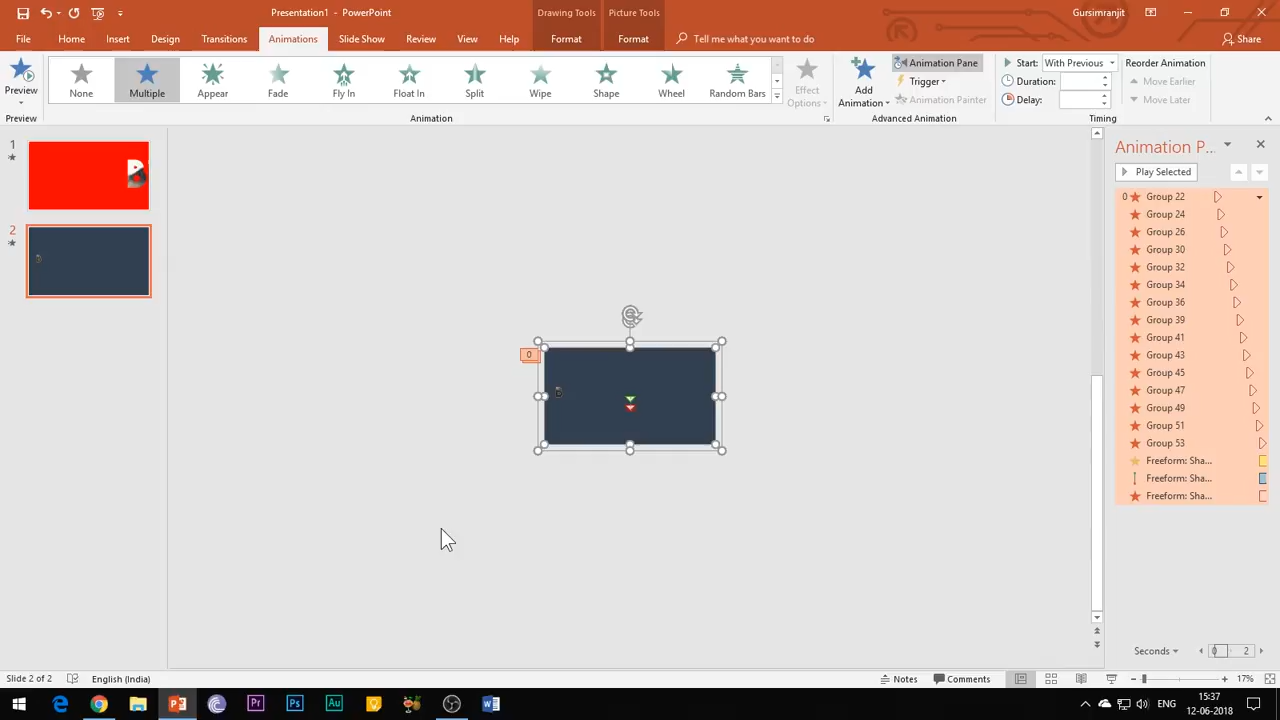 Presentation1 - PowerPoint
Drawing Tools
Picture Tools
Gursimranjit
File
Home
Insert
Design
Transitions
Animations
Slide Show
Review
View
Help
Format
Format
Tell me what you want to do
Share
Preview
None
Multiple
Appear
Fade
Fly In
Float In
Split
Wipe
Shape
Wheel
Random Bars
Effect
Options
Add
Animation
Animation Pane
Trigger
Animation Painter
Start: With Previous
Duration:
Delay:
Reorder Animation
Move Earlier
Move Later
Preview
Animation
Advanced Animation
Timing
1
2
0
Animation P...
Play Selected
0 Group 22
Group 24
Group 26
Group 30
Group 32
Group 34
Group 36
Group 39
Group 41
Group 43
Group 45
Group 47
Group 49
Group 51
Group 53
Freeform: Sha...
Freeform: Sha...
Freeform: Sha...
Seconds
0
2
Slide 2 of 2
English (India)
Notes
Comments
17%
Pr
Ps
Au
ENG
15:37
12-06-2018